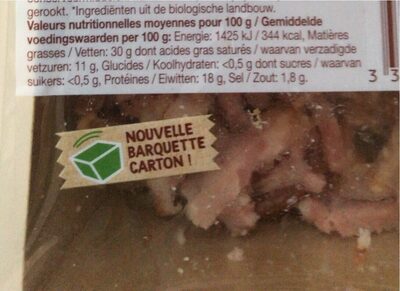 gerookt. *Ingrediënten uit de biologische landbouw.
Valeurs nutritionnelles moyennes pour 100 g / Gemiddelde
voedingswaarden per 100 g: Energie: 1425 kJ / 344 kcal, Matières
grasses / Vetten: 30 g dont acides gras saturés / waarvan verzadigde
vetzuren: 11 g, Glucides / Koolhydraten: <0,5 g dont sucres / waarvan
suikers: <0,5 g, Protéines / Eiwitten: 18 g, Sel / Zout: 1,8 g.
3 3
NOUVELLE
BARQUETTE
CARTON !